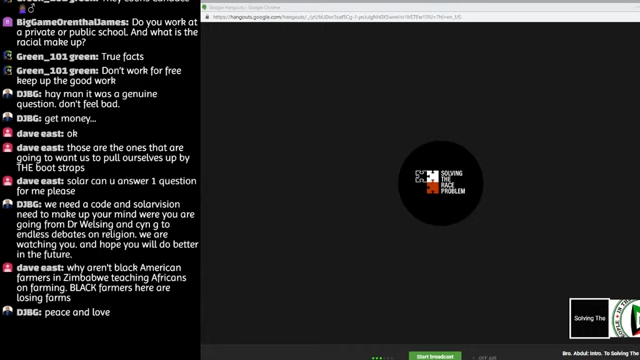 Green_101 green:
BigGameOrenthalJames: Do you work at
a private or public school? And what is the
racial make up?
Green_101 green: True facts
Green_101 green: Don't work for free
keep up the good work
DJBG: hay man it was a genuine
question. don't feel bad.
DJBG: get money...
dave east: ok
dave east: those are the ones that are
going to want us to pull ourselves up by
THE boot straps
dave east: solar can u answer 1 question
for me please
DJBG: we need a code and solarvision
need to make up your mind were you are
going from Dr Welsing and cyn g to
endless debates on religion. we are
watching you. and hope you will do better
in the future.
dave east: why aren't black American
farmers in Zimbabwe teaching Africans
on farming. BLACK farmers here are
losing farms
DJBG: peace and love
Google Hangouts - Google Chrome
SOLVING
THE
RACE
PROBLEM
Solving The
Start broadcast
OFF AIR
Bro. Abdul: Intro. To Solving The